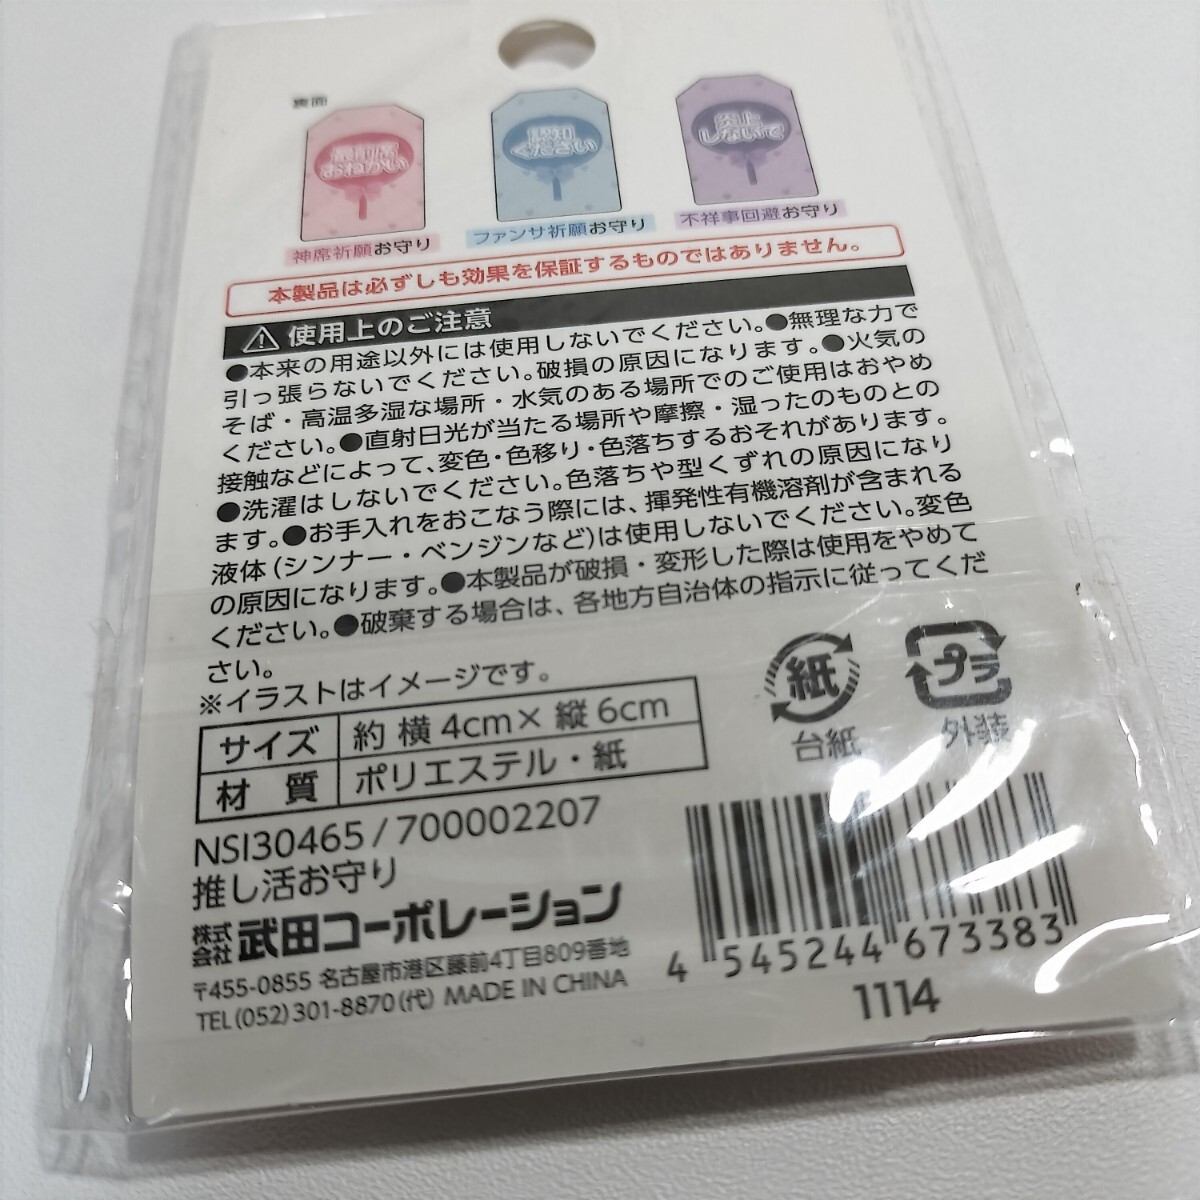 裏面
最前席
おねがい
認知
ください
炎上
しないで
神席祈願お守り
ファンサ祈願お守り
不祥事回避お守り
本製品は必ずしも効果を保証するものではありません。
使用上のご注意
●本来の用途以外には使用しないでください。●無理な力で
引っ張らないでください。破損の原因になります。●火気の
そば・高温多湿な場所・水気のある場所でのご使用はおやめ
ください。●直射日光が当たる場所や摩擦・湿ったのものとの
接触などによって、変色・色移り・色落ちするおそれがあります。
●洗濯はしないでください。色落ちや型くずれの原因になり
ます。●お手入れをおこなう際には、揮発性有機溶剤が含まれる
液体(シンナー・ベンジンなど)は使用しないでください。変色
の原因になります。●本製品が破損・変形した際は使用をやめて
ください。●破棄する場合は、各地方自治体の指示に従ってくだ
さい。
※イラストはイメージです。
サイズ 約 横4cm×縦6cm
材質 ポリエステル・紙
紙
台紙
プラ
外装
NSI30465/700002207
推し活お守り
株式会社 武田コーポレーション
〒455-0855 名古屋市港区藤前4丁目809番地
TEL(052)301-8870(代) MADE IN CHINA
4 545244 673383
1114